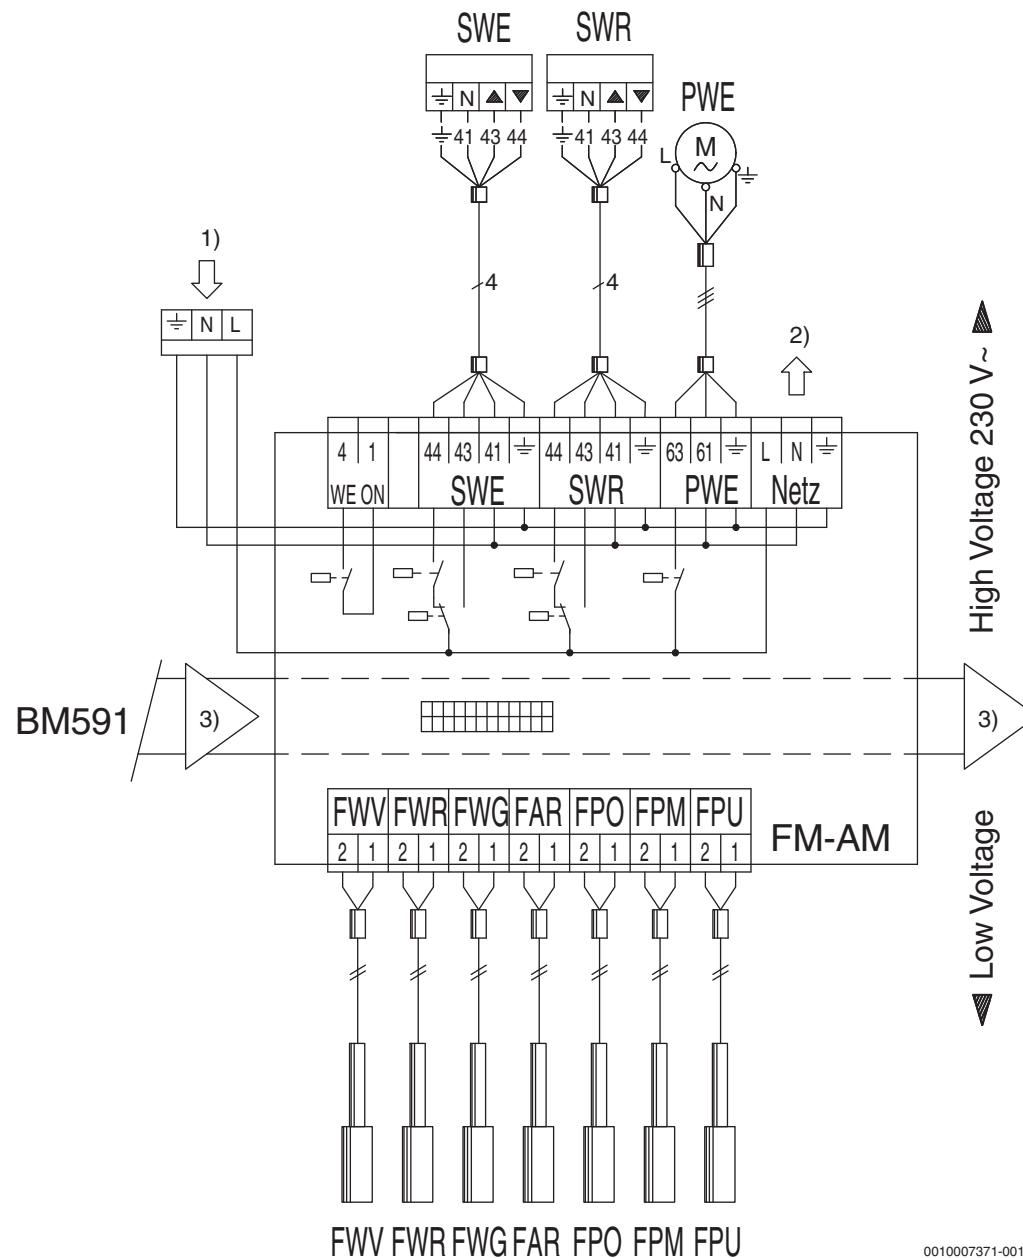 SWE SWR
PWE
N N
41 43 44 41 43 44
L M
N
1)
4 4
N L
2)
High Voltage 230 V~
4 1 44 43 41 44 43 41 63 61 L N
WE ON SWE SWR PWE Netz
BM591 3) 3)
FWV FWR FWG FAR FPO FPM FPU
2 1 2 1 2 1 2 1 2 1 2 1 2 1
FM-AM
Low Voltage
FWV FWR FWG FAR FPO FPM FPU
0010007371-001